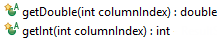 getDouble(int columnIndex) : double
getInt(int columnIndex) : int